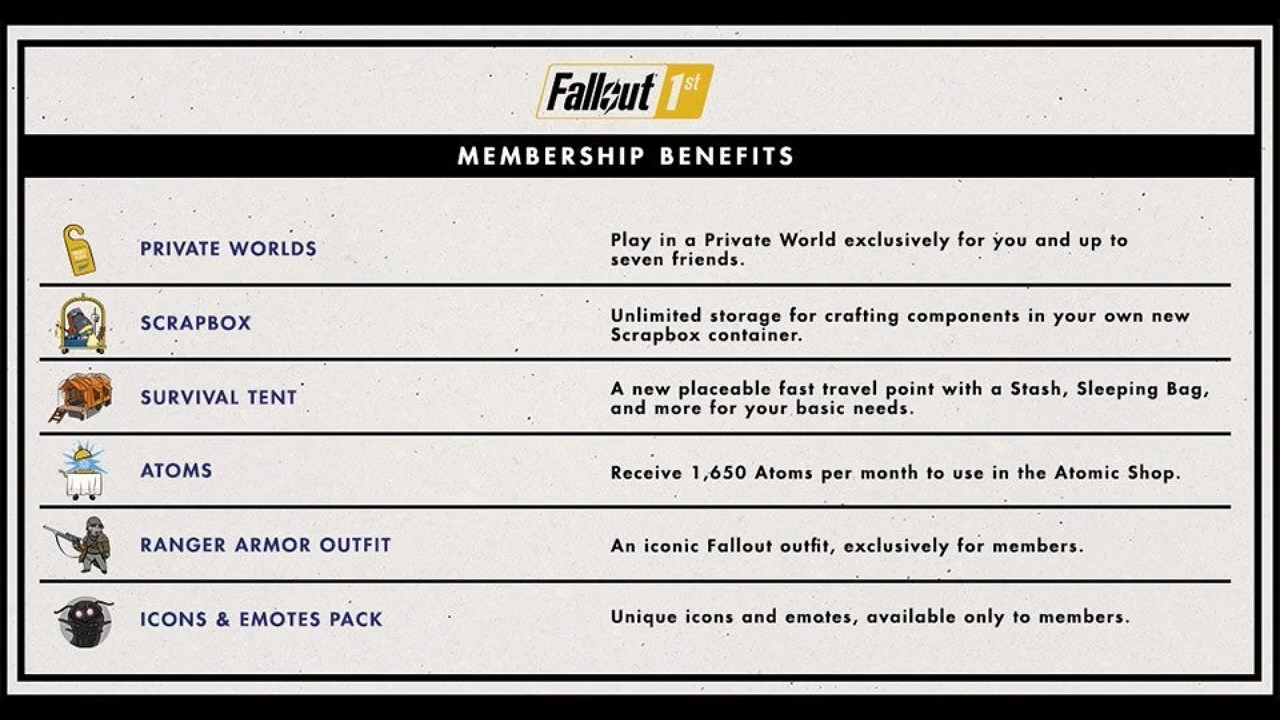 Fallout 1st
MEMBERSHIP BENEFITS
PRIVATE WORLDS
Play in a Private World exclusively for you and up to
seven friends.
SCRAPBOX
Unlimited storage for crafting components in your own new
Scrapbox container.
SURVIVAL TENT
A new placeable fast travel point with a Stash, Sleeping Bag,
and more for your basic needs.
ATOMS
Receive 1,650 Atoms per month to use in the Atomic Shop.
RANGER ARMOR OUTFIT
An iconic Fallout outfit, exclusively for members.
ICONS & EMOTES PACK
Unique icons and emotes, available only to members.